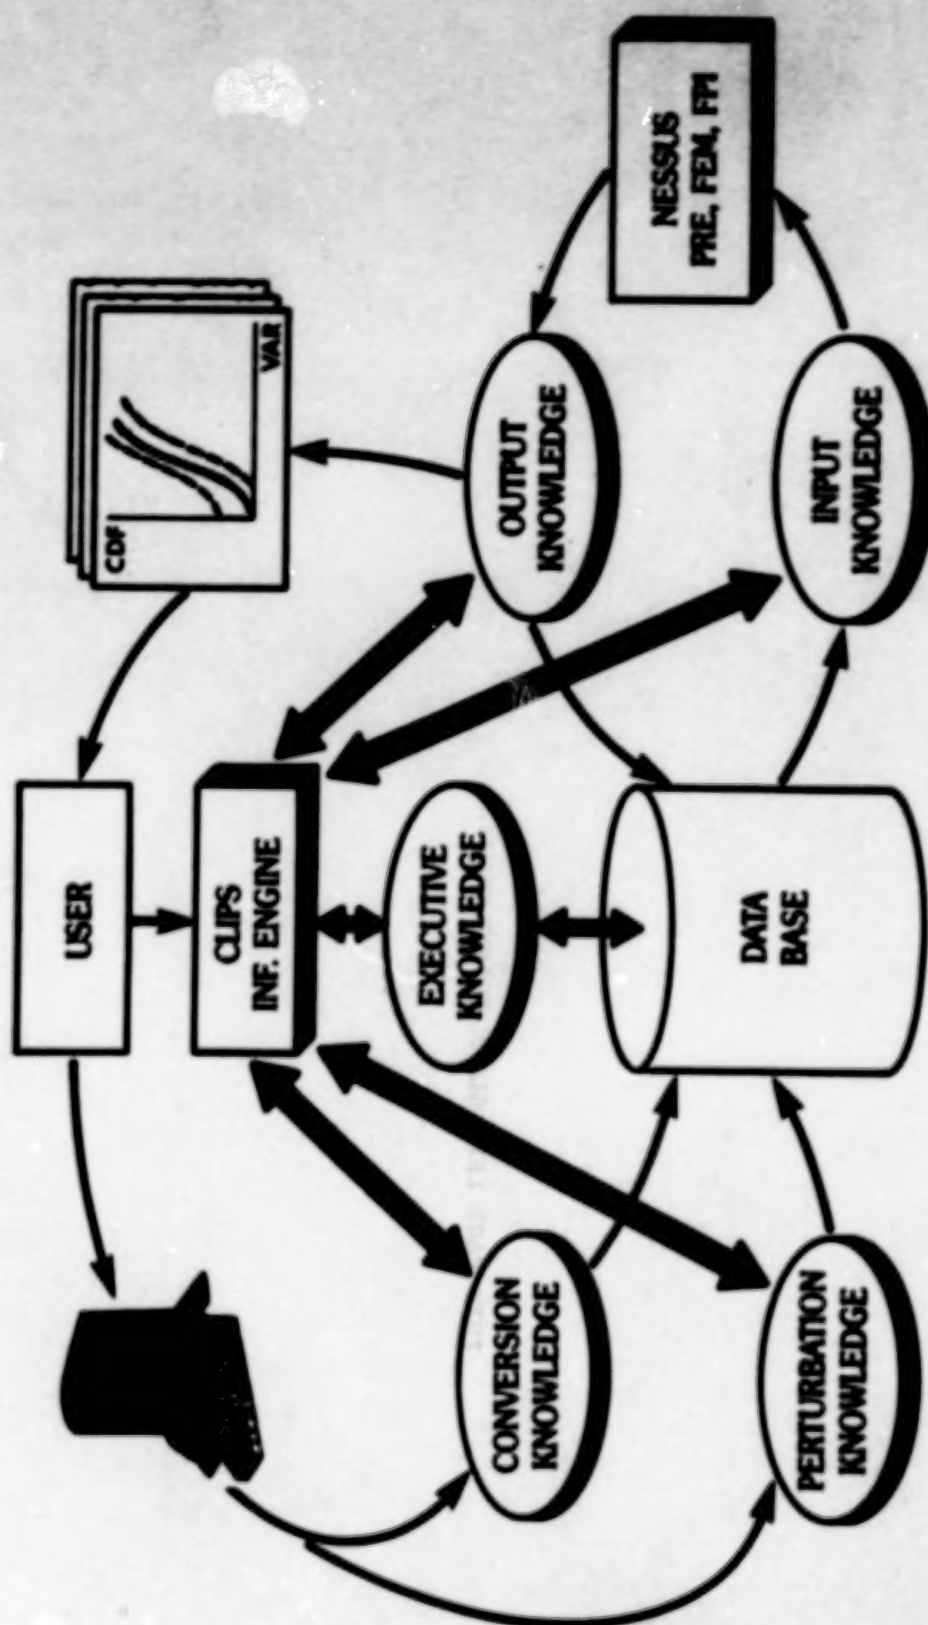 USER
CLIPS
INF. ENGINE
EXECUTIVE
KNOWLEDGE
DATA
BASE
CONVERSION
KNOWLEDGE
PERTURBATION
KNOWLEDGE
CDF
VAR
OUTPUT
KNOWLEDGE
INPUT
KNOWLEDGE
NESSUS
PRE, FEM, FPI